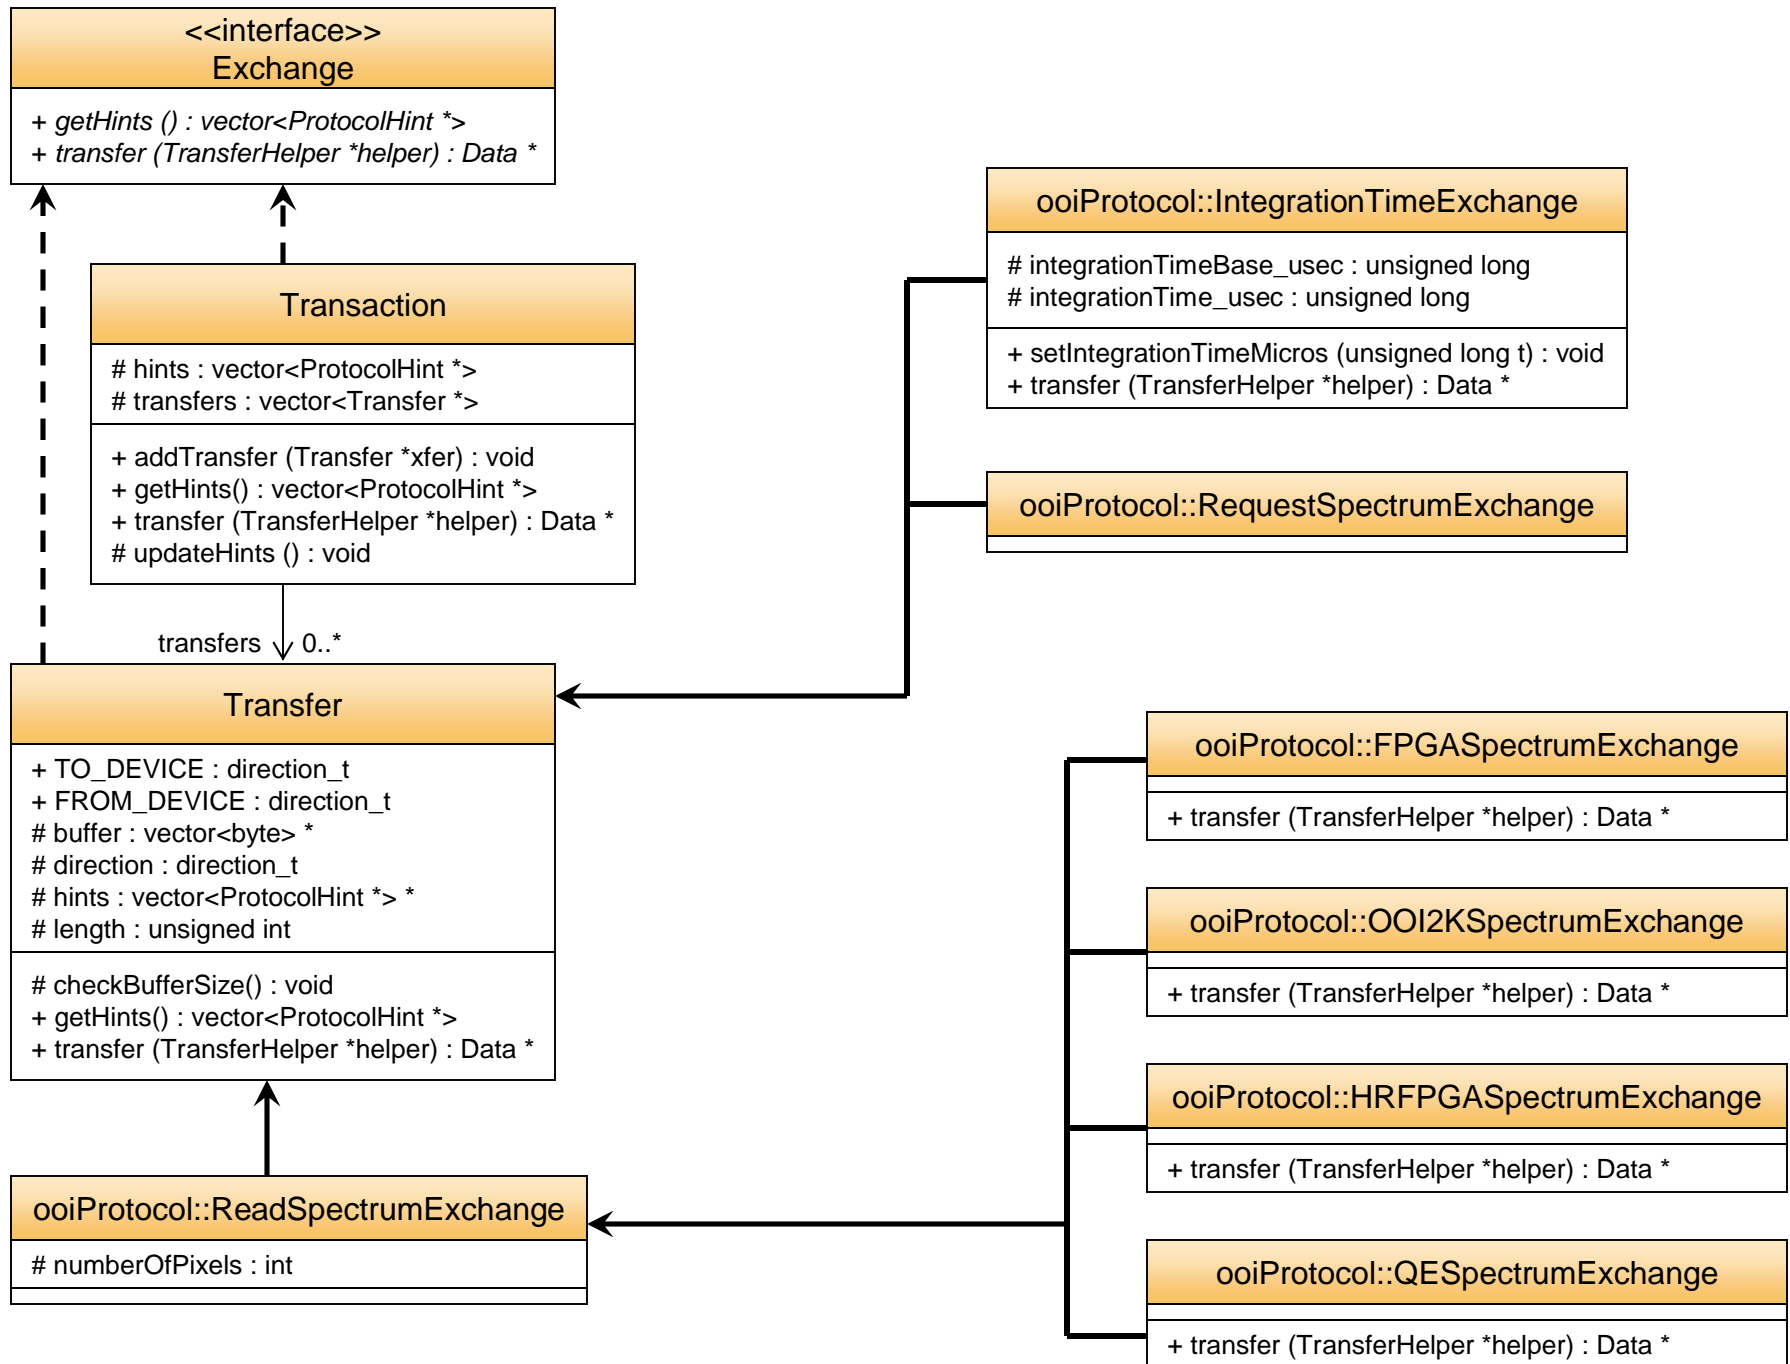 <<interface>>
Exchange
+ getHints () : vector<ProtocolHint *>
+ transfer (TransferHelper *helper) : Data *
Transaction
# hints : vector<ProtocolHint *>
# transfers : vector<Transfer *>
+ addTransfer (Transfer *xfer) : void
+ getHints() : vector<ProtocolHint *>
+ transfer (TransferHelper *helper) : Data *
# updateHints () : void
transfers 0..*
Transfer
+ TO_DEVICE : direction_t
+ FROM_DEVICE : direction_t
# buffer : vector<byte> *
# direction : direction_t
# hints : vector<ProtocolHint *> *
# length : unsigned int
# checkBufferSize() : void
+ getHints() : vector<ProtocolHint *>
+ transfer (TransferHelper *helper) : Data *
ooiProtocol::ReadSpectrumExchange
# numberOfPixels : int
ooiProtocol::IntegrationTimeExchange
# integrationTimeBase_usec : unsigned long
# integrationTime_usec : unsigned long
+ setIntegrationTimeMicros (unsigned long t) : void
+ transfer (TransferHelper *helper) : Data *
ooiProtocol::RequestSpectrumExchange
ooiProtocol::FPGASpectrumExchange
+ transfer (TransferHelper *helper) : Data *
ooiProtocol::OOI2KSpectrumExchange
+ transfer (TransferHelper *helper) : Data *
ooiProtocol::HRFPGASpectrumExchange
+ transfer (TransferHelper *helper) : Data *
ooiProtocol::QESpectrumExchange
+ transfer (TransferHelper *helper) : Data *